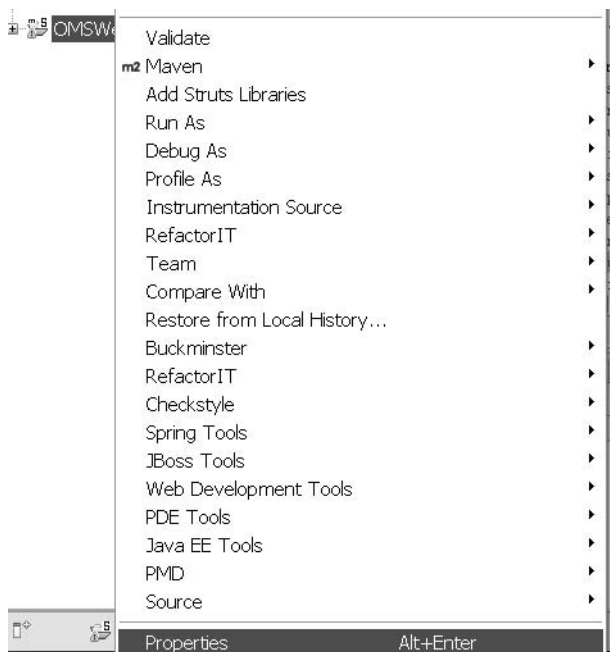 OMSWe
Validate
m2 Maven
Add Struts Libraries
Run As
Debug As
Profile As
Instrumentation Source
RefactorIT
Team
Compare With
Restore from Local History...
Buckminster
RefactorIT
Checkstyle
Spring Tools
JBoss Tools
Web Development Tools
PDE Tools
Java EE Tools
PMD
Source
Properties Alt+Enter